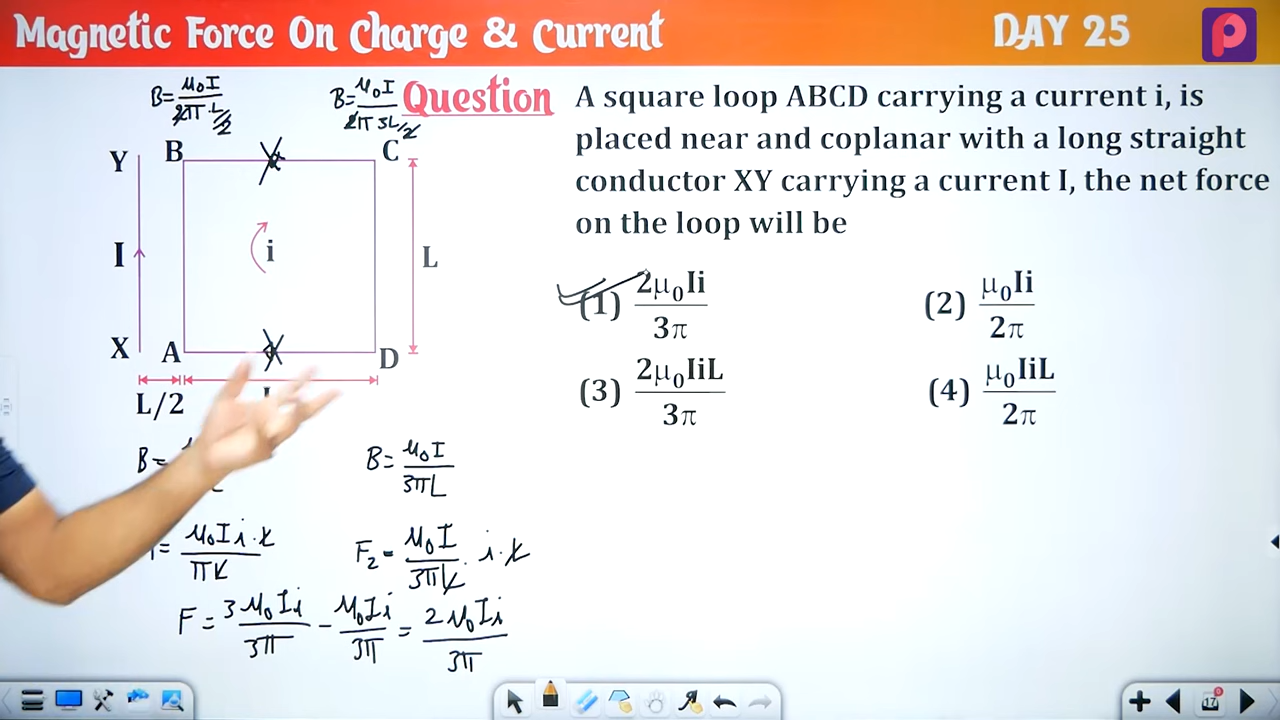 Magnetic Force On Charge & Current
DAY 25
B = μ₀I / 2π·L/2
B = μ₀I / 2π 3L/2
Question
A square loop ABCD carrying a current i, is
placed near and coplanar with a long straight
conductor XY carrying a current I, the net force
on the loop will be
Y B C
I i L
X A D
L/2
(1) 2μ₀Ii / 3π
(2) μ₀Ii / 2π
(3) 2μ₀IiL / 3π
(4) μ₀IiL / 2π
B =
B = μ₀I / 3πL
= μ₀Ii·L / πL
F₂ = μ₀I / 3πL · i·L
F = 3μ₀Ii / 3π − μ₀Ii / 3π = 2μ₀Ii / 3π
17